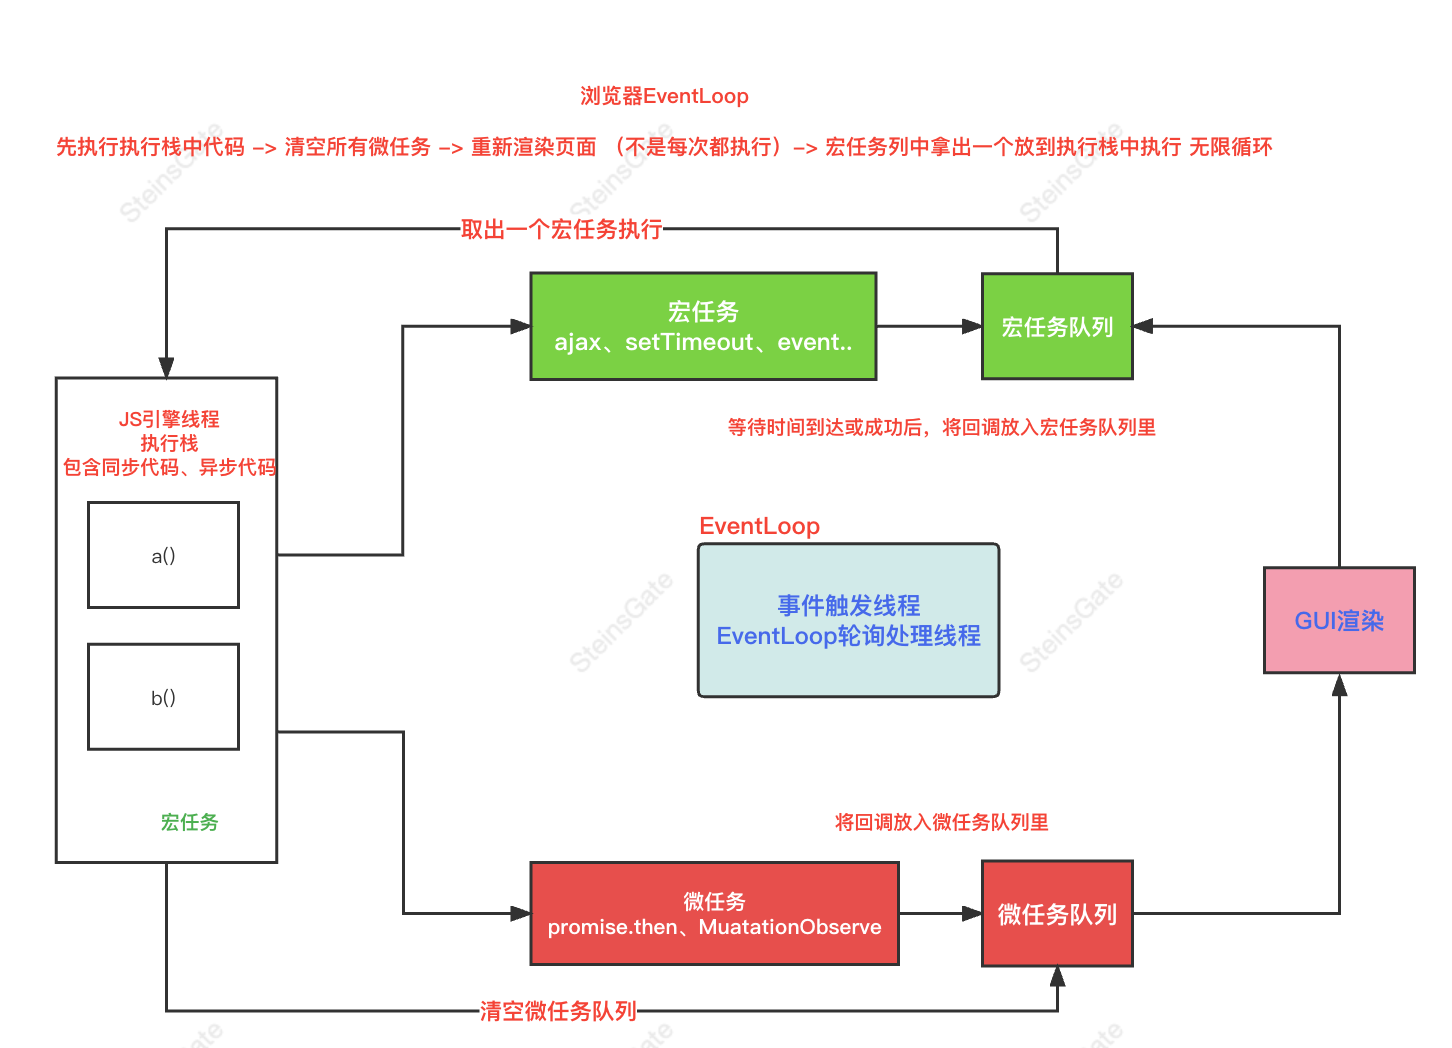 浏览器EventLoop
先执行执行栈中代码 -> 清空所有微任务 -> 重新渲染页面 （不是每次都执行）-> 宏任务列中拿出一个放到执行栈中执行 无限循环
SteinsGate
SteinsGate
SteinsGate
取出一个宏任务执行
宏任务
ajax、setTimeout、event..
宏任务队列
JS引擎线程
执行栈
包含同步代码、异步代码
等待时间到达或成功后，将回调放入宏任务队列里
a()
EventLoop
事件触发线程
EventLoop轮询处理线程
SteinsGate
SteinsGate
GUI渲染
b()
宏任务
将回调放入微任务队列里
微任务
promise.then、MuatationObserve
微任务队列
清空微任务队列